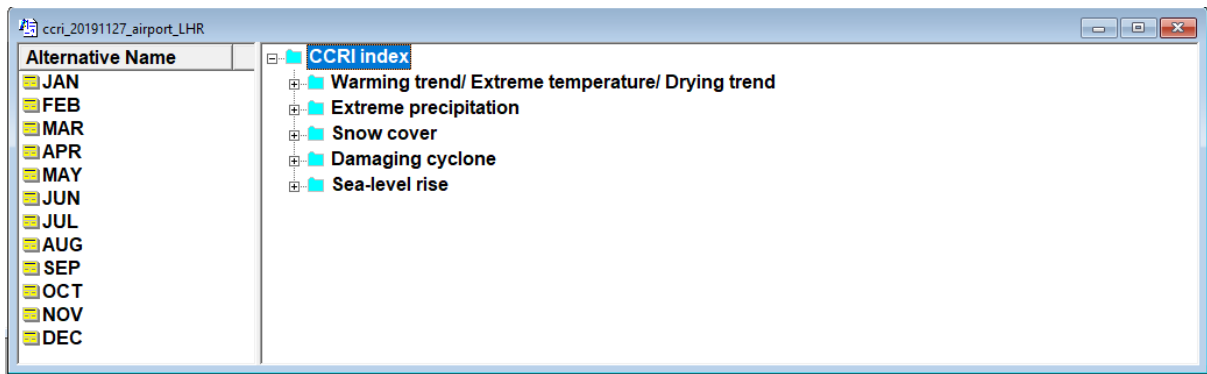 ccri_20191127_airport_LHR
Alternative Name
JAN
FEB
MAR
APR
MAY
JUN
JUL
AUG
SEP
OCT
NOV
DEC
CCRI index
Warming trend/ Extreme temperature/ Drying trend
Extreme precipitation
Snow cover
Damaging cyclone
Sea-level rise